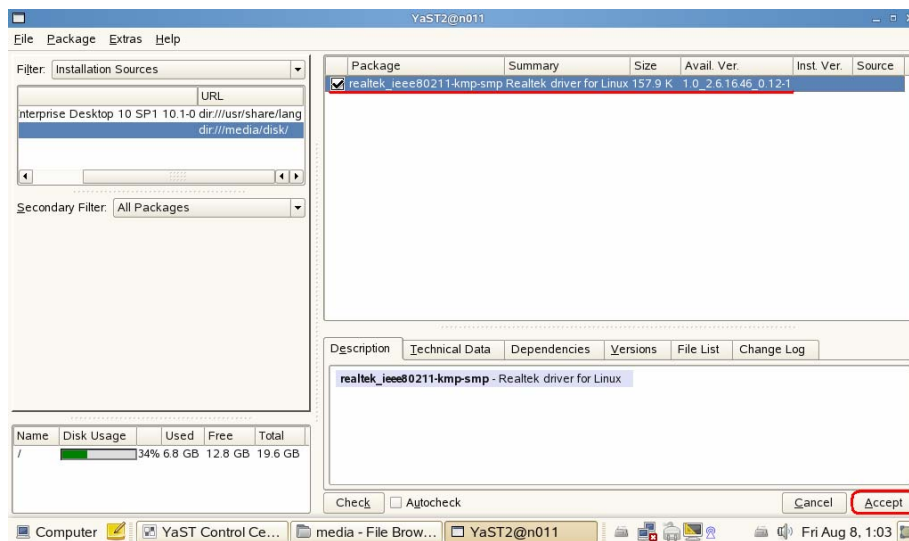 YaST2@n011
File Package Extras Help
Filter: Installation Sources
URL
nterprise Desktop 10 SP1 10.1-0 dir:///usr/share/lang
dir:///media/disk/
Secondary Filter: All Packages
Name Disk Usage Used Free Total
/ 34% 6.8 GB 12.8 GB 19.6 GB
Package Summary Size Avail. Ver. Inst. Ver. Source
realtek_ieee80211-kmp-smp Realtek driver for Linux 157.9 K 1.0_2.6.16.46_0.12-1
Description Technical Data Dependencies Versions File List Change Log
realtek_ieee80211-kmp-smp - Realtek driver for Linux
Check Autocheck Cancel Accept
Computer YaST Control Ce... media - File Brow... YaST2@n011 Fri Aug 8, 1:03